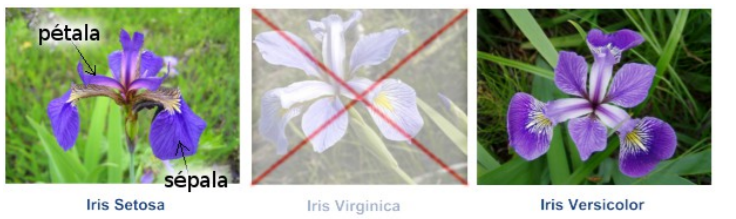 pétala
sépala
Iris Setosa
Iris Virginica
Iris Versicolor